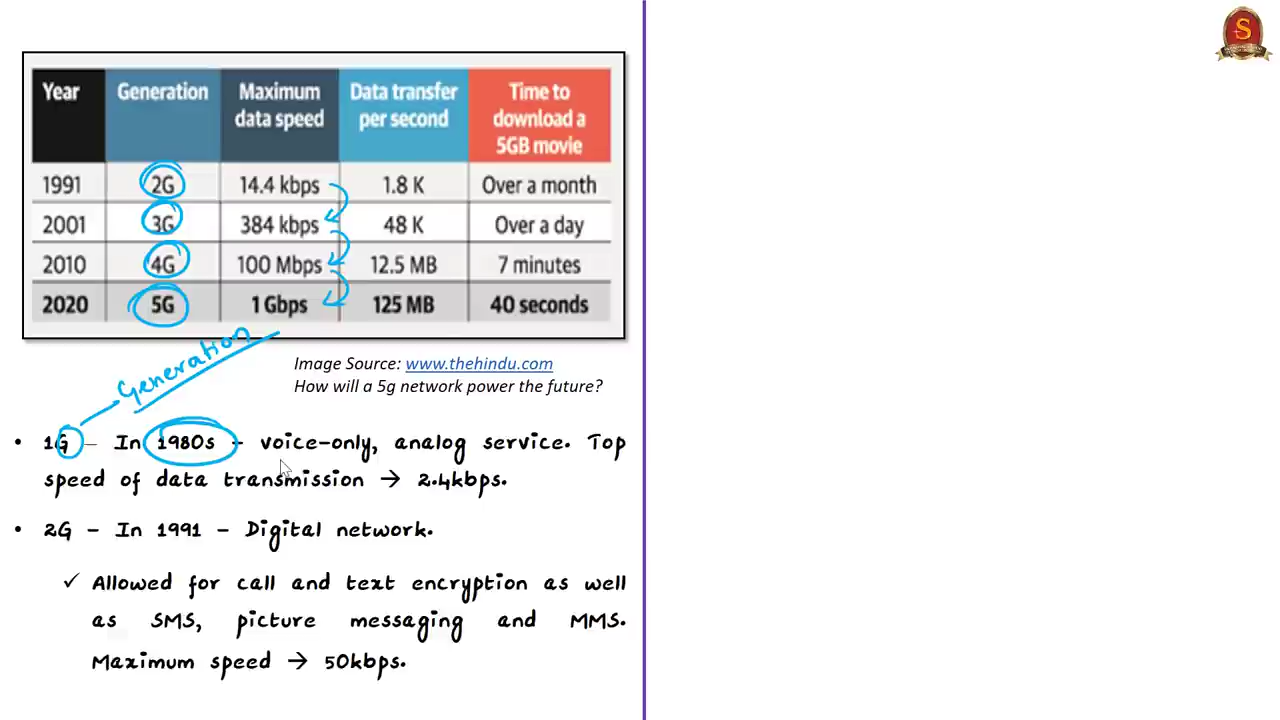 Year Generation Maximum data speed Data transfer per second Time to download a 5GB movie
1991 2G 14.4 kbps 1.8 K Over a month
2001 3G 384 kbps 48 K Over a day
2010 4G 100 Mbps 12.5 MB 7 minutes
2020 5G 1 Gbps 125 MB 40 seconds
Generation
Image Source: www.thehindu.com
How will a 5g network power the future?
• 1G – In 1980s - voice-only, analog service. Top
speed of data transmission → 2.4kbps.
• 2G – In 1991 – Digital network.
✓ Allowed for call and text encryption as well
as SMS, picture messaging and MMS.
Maximum speed → 50kbps.
S